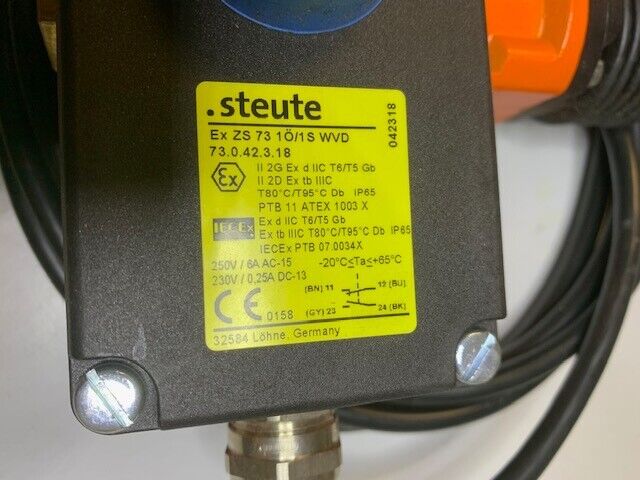 .steute
Ex ZS 73 1Ö/1S WVD
73.0.42.3.18
042318
Ex
II 2G Ex d IIC T6/T5 Gb
II 2D Ex tb IIIC
T80°C/T95°C Db IP65
PTB 11 ATEX 1003 X
IECEx
Ex d IIC T6/T5 Gb
Ex tb IIIC T80°C/T95°C Db IP65
IECEx PTB 07.0034X
250V / 6A AC-15 -20°C≤Ta≤+65°C
230V / 0,25A DC-13
(BN) 11 12 (BU)
(GY) 23 24 (BK)
CE 0158
32584 Löhne, Germany